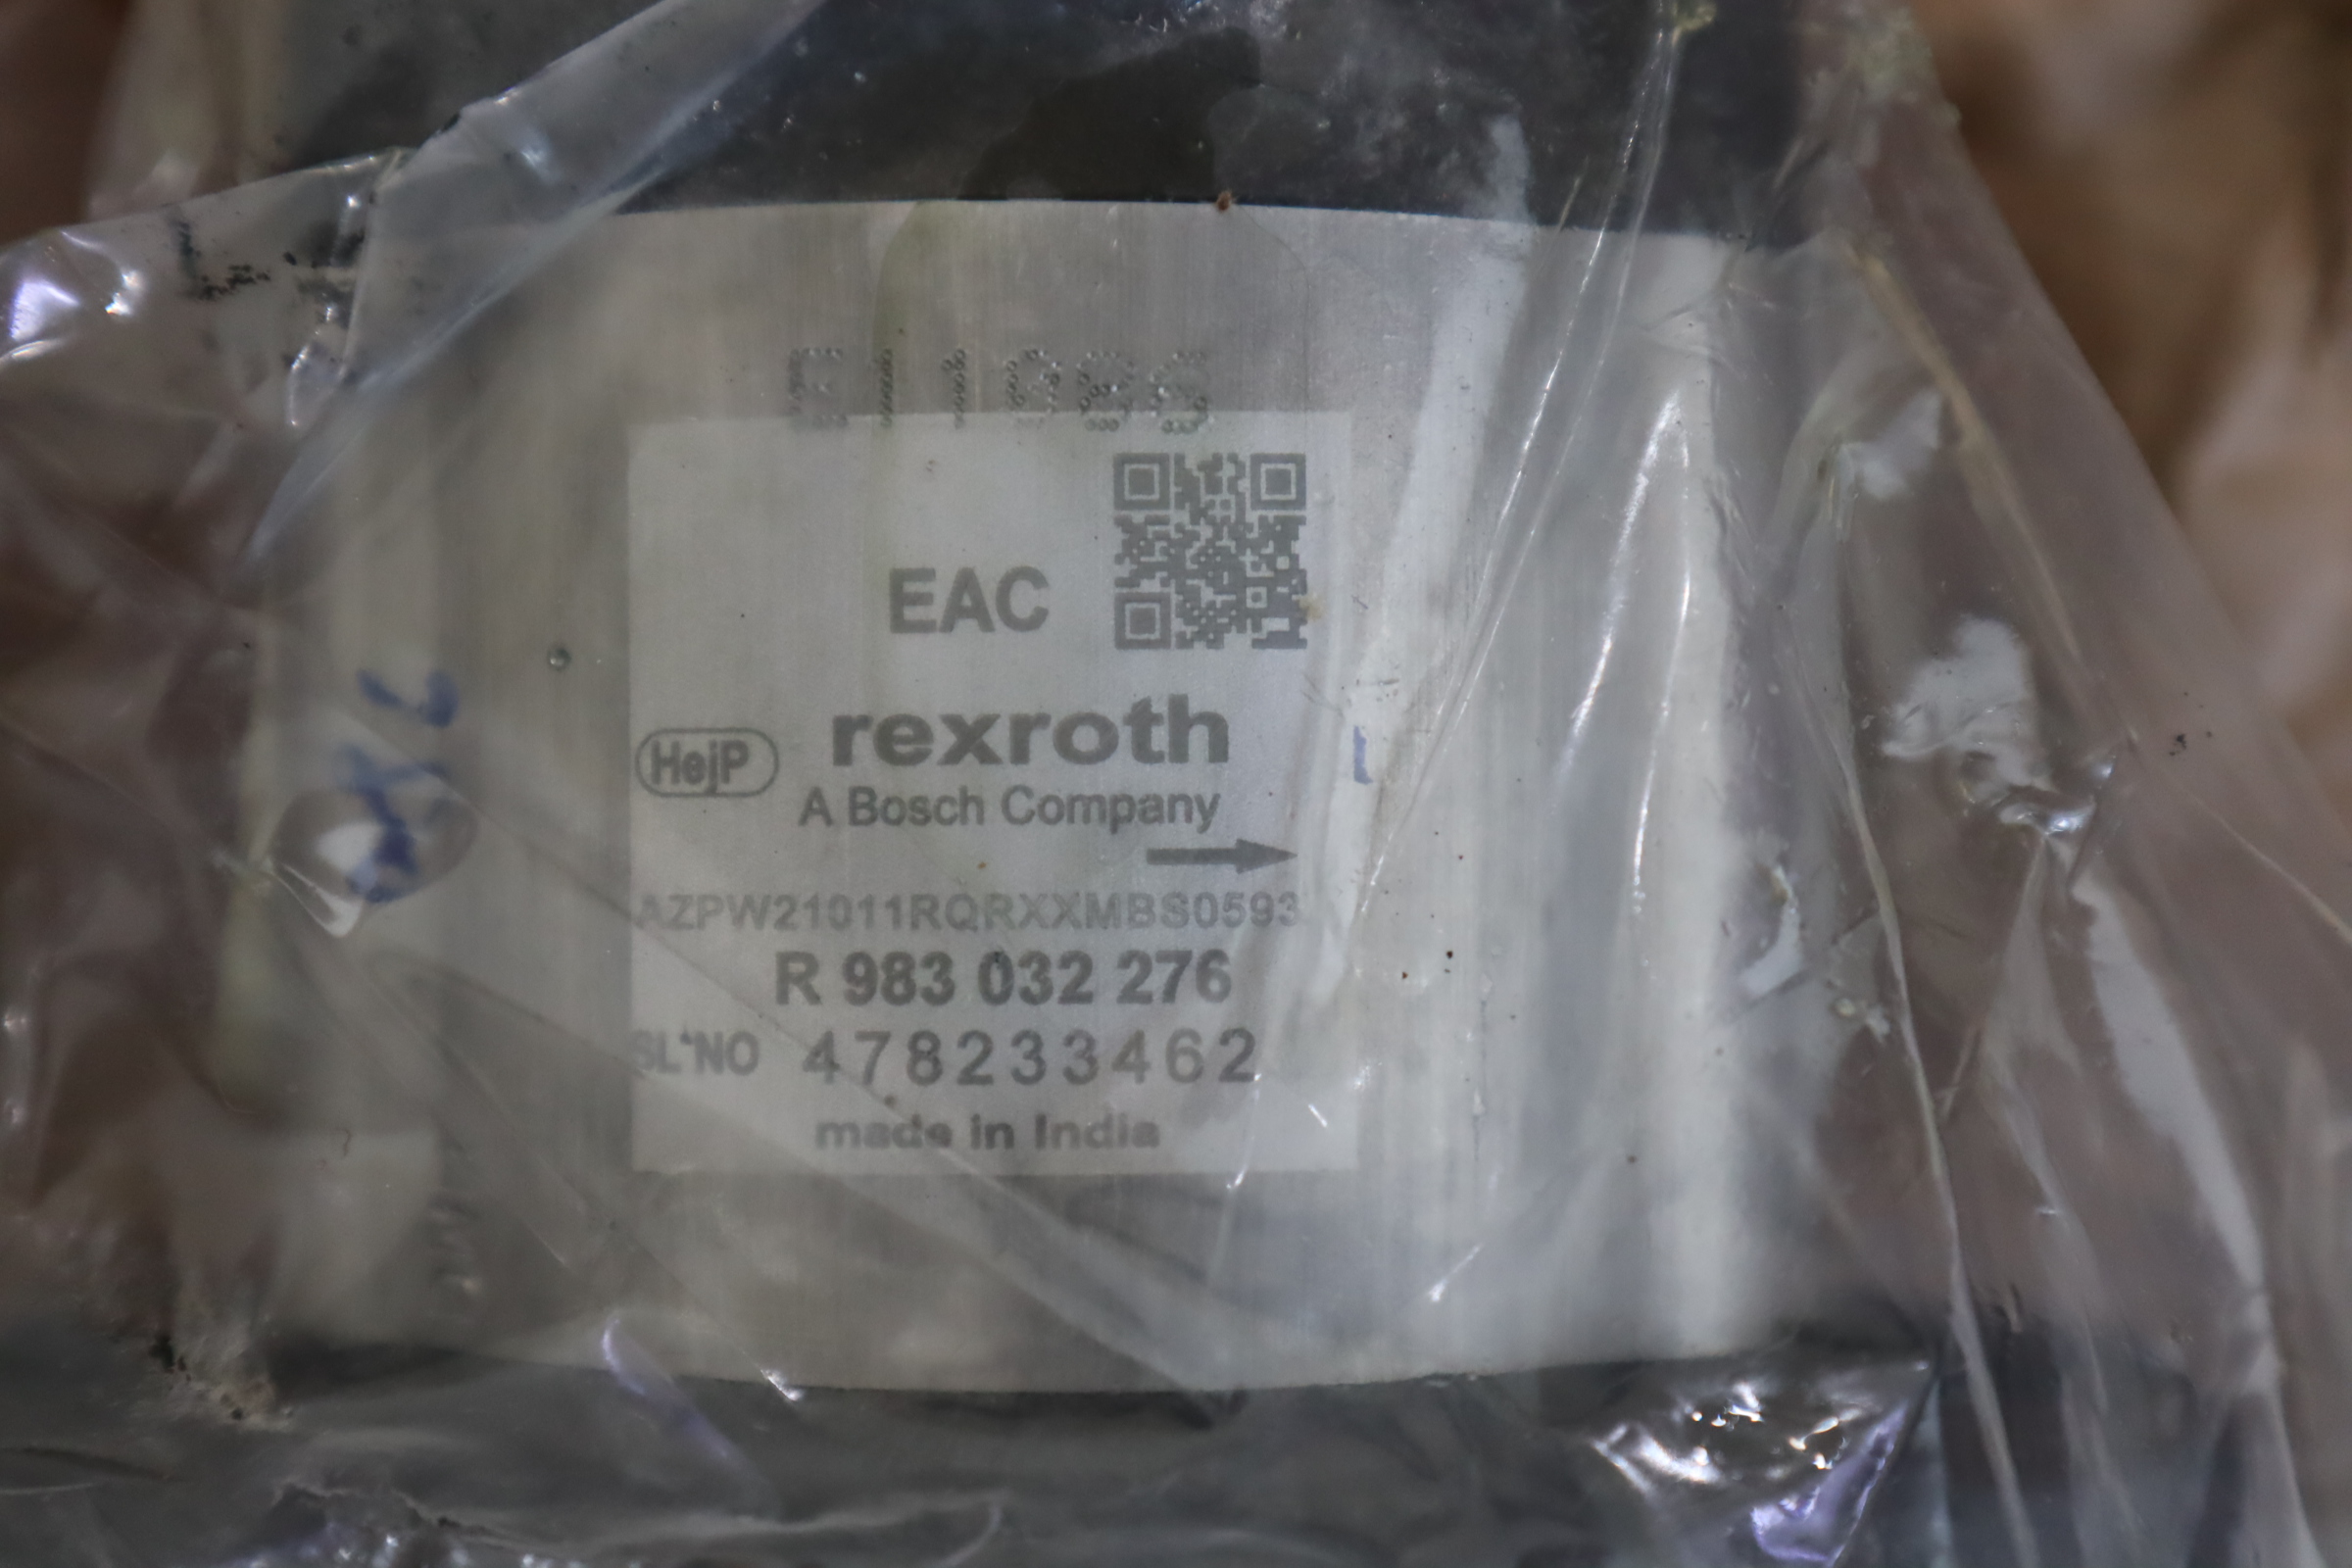 EAC
HejP
rexroth
A Bosch Company
AZPW21011RQRXXMBS0593
R 983 032 276
SL*NO 478233462
made in India